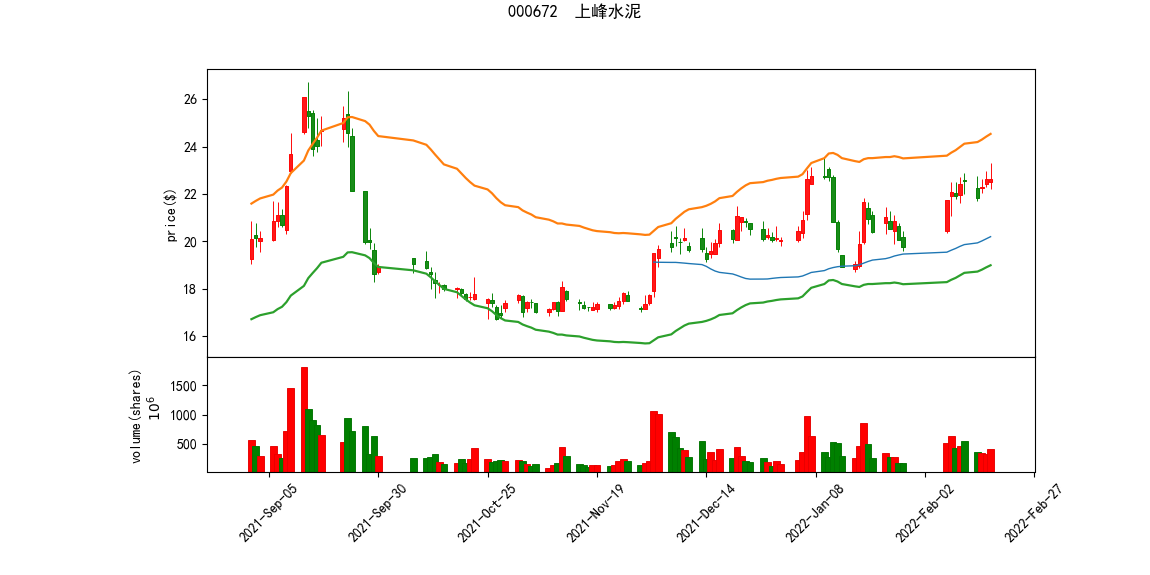 000672  上峰水泥
price($)
26
24
22
20
18
16
volume(shares)
10^6
1500
1000
500
2021-Sep-05
2021-Sep-30
2021-Oct-25
2021-Nov-19
2021-Dec-14
2022-Jan-08
2022-Feb-02
2022-Feb-27